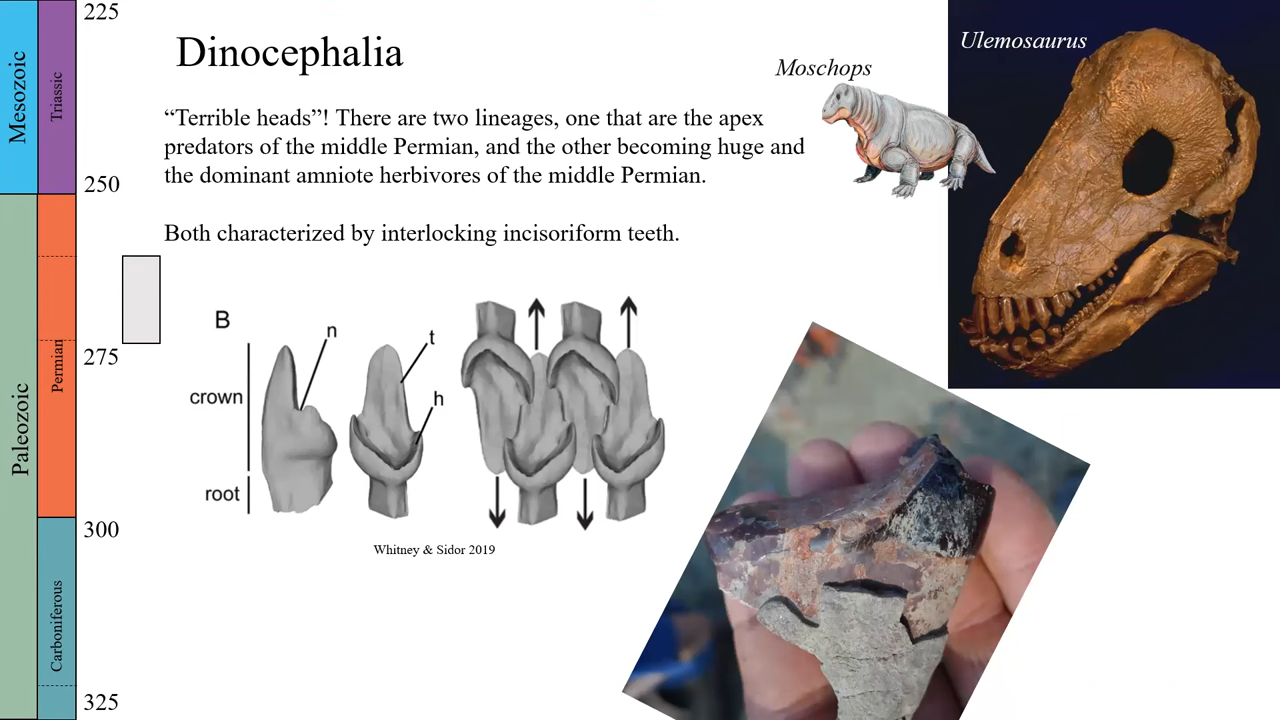 225
Mesozoic
Triassic
250
Paleozoic
Permian
275
300
Carboniferous
325
Dinocephalia
“Terrible heads”! There are two lineages, one that are the apex
predators of the middle Permian, and the other becoming huge and
the dominant amniote herbivores of the middle Permian.
Both characterized by interlocking incisoriform teeth.
Moschops
Ulemosaurus
B
n
t
h
crown
root
Whitney & Sidor 2019